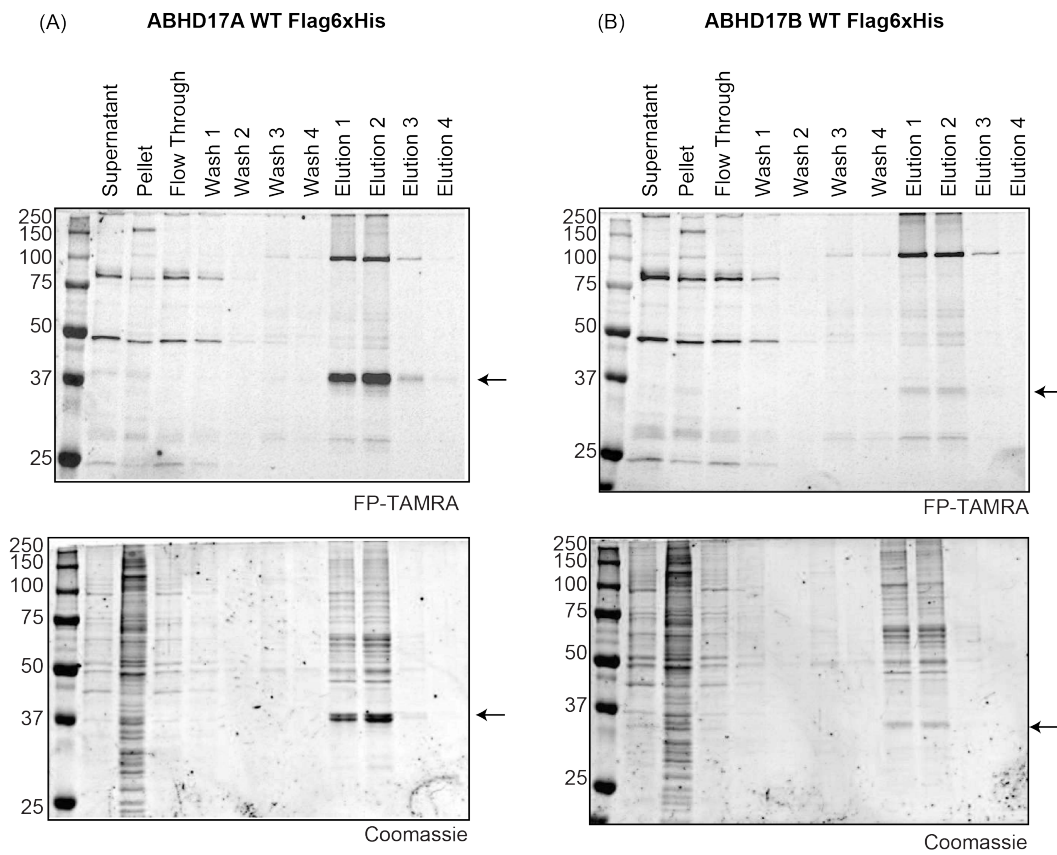 (A) ABHD17A WT Flag6xHis
Supernatant
Pellet
Flow Through
Wash 1
Wash 2
Wash 3
Wash 4
Elution 1
Elution 2
Elution 3
Elution 4
250
150
100
75
50
37
25
FP-TAMRA
250
150
100
75
50
37
25
Coomassie
(B) ABHD17B WT Flag6xHis
Supernatant
Pellet
Flow Through
Wash 1
Wash 2
Wash 3
Wash 4
Elution 1
Elution 2
Elution 3
Elution 4
250
150
100
75
50
37
25
FP-TAMRA
250
150
100
75
50
37
25
Coomassie